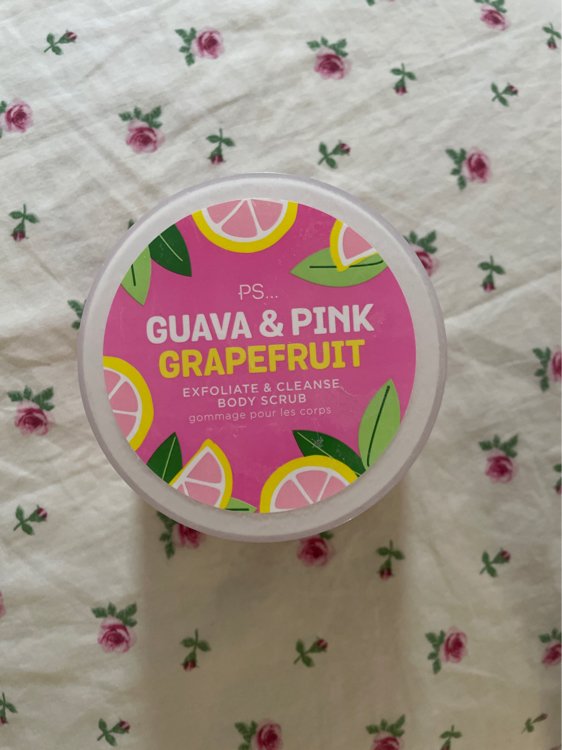 PS...
GUAVA & PINK
GRAPEFRUIT
EXFOLIATE & CLEANSE
BODY SCRUB
gommage pour les corps